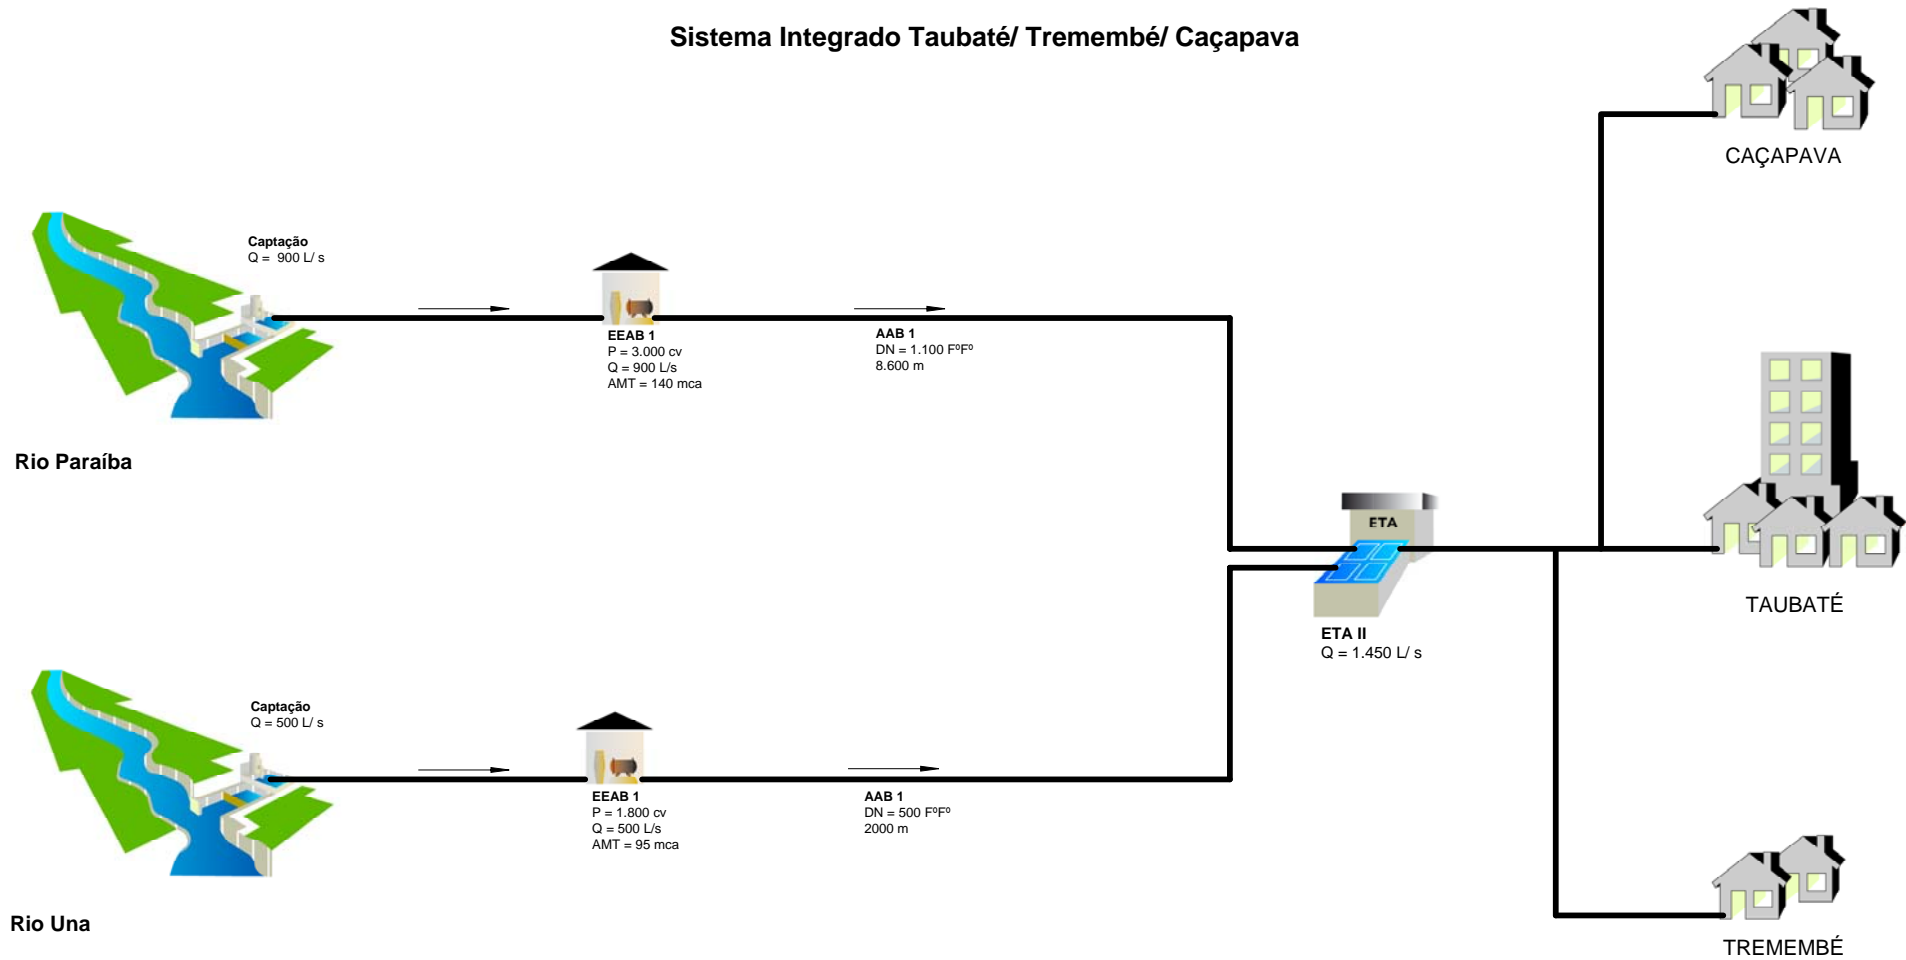 Sistema Integrado Taubaté/ Tremembé/ Caçapava
CAÇAPAVA
Captação
Q =  900 L/ s
EEAB 1
P = 3.000 cv
Q = 900 L/s
AMT = 140 mca
AAB 1
DN = 1.100 FºFº
8.600 m
Rio Paraíba
ETA
ETA II
Q = 1.450 L/ s
TAUBATÉ
Captação
Q = 500 L/ s
EEAB 1
P = 1.800 cv
Q = 500 L/s
AMT = 95 mca
AAB 1
DN = 500 FºFº
2000 m
Rio Una
TREMEMBÉ